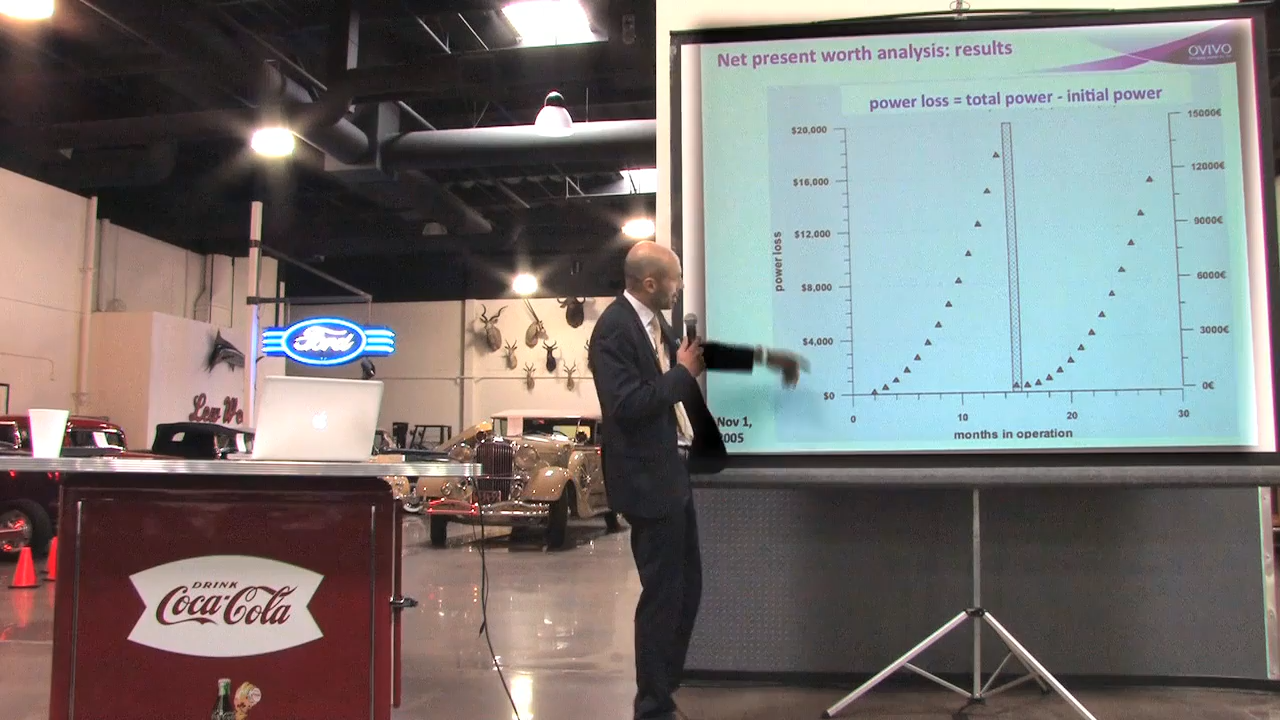 Net present worth analysis: results
OVIVO
power loss = total power - initial power
$20,000
$16,000
$12,000
$8,000
$4,000
$0
power loss
15000€
12000€
9000€
6000€
3000€
0€
0
10
20
30
months in operation
Nov 1,
2005
Ford
DRINK
Coca-Cola